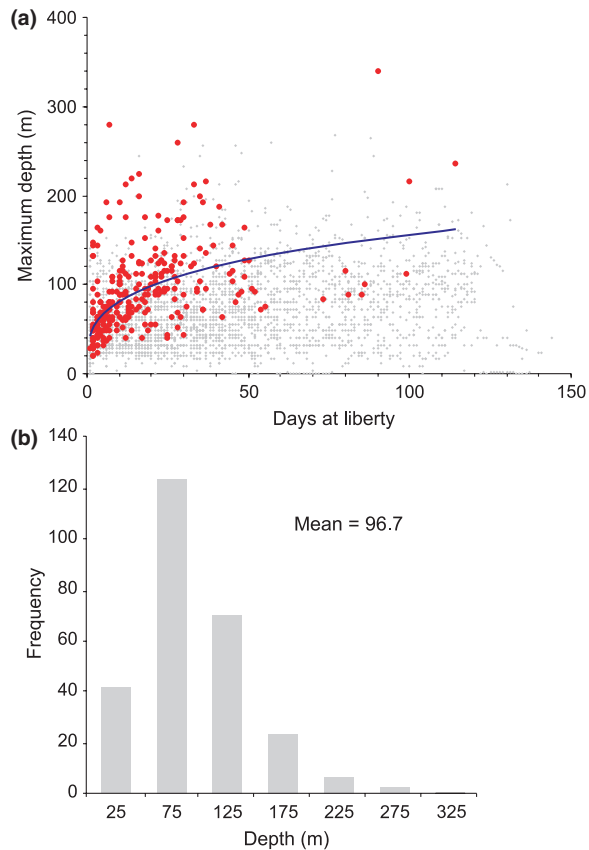 (a)
400
300
200
100
0
Maximum depth (m)
0 50 100 150
Days at liberty
(b)
140
120
100
80
60
40
20
0
Frequency
Mean = 96.7
25 75 125 175 225 275 325
Depth (m)